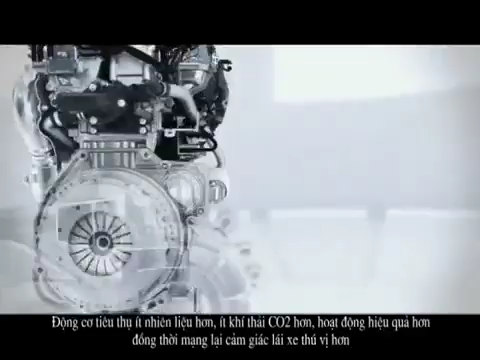 Động cơ tiêu thụ ít nhiên liệu hơn, ít khí thải CO2 hơn, hoạt động hiệu quả hơn
đồng thời mạng lại cảm giác lái xe thú vị hơn